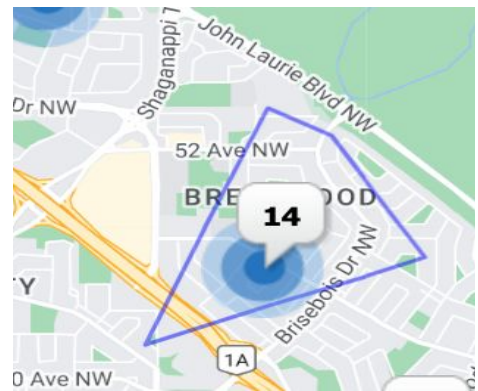 Shaganappi T
John Laurie Blvd NW
Dr NW
52 Ave NW
BRE OOD
14
Brisebois Dr NW
Y
1A
0 Ave NW